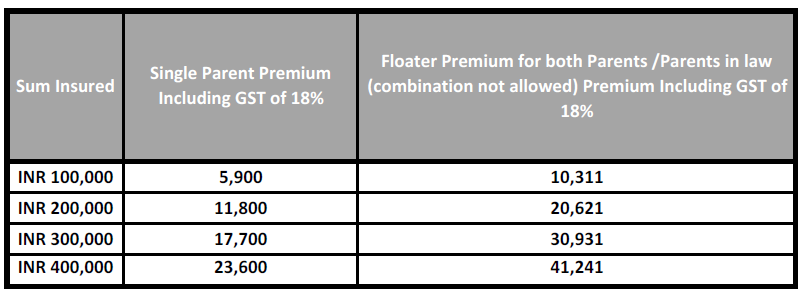 Sum Insured
Single Parent Premium
Including GST of 18%
Floater Premium for both Parents /Parents in law
(combination not allowed) Premium Including GST of
18%
INR 100,000 5,900 10,311
INR 200,000 11,800 20,621
INR 300,000 17,700 30,931
INR 400,000 23,600 41,241